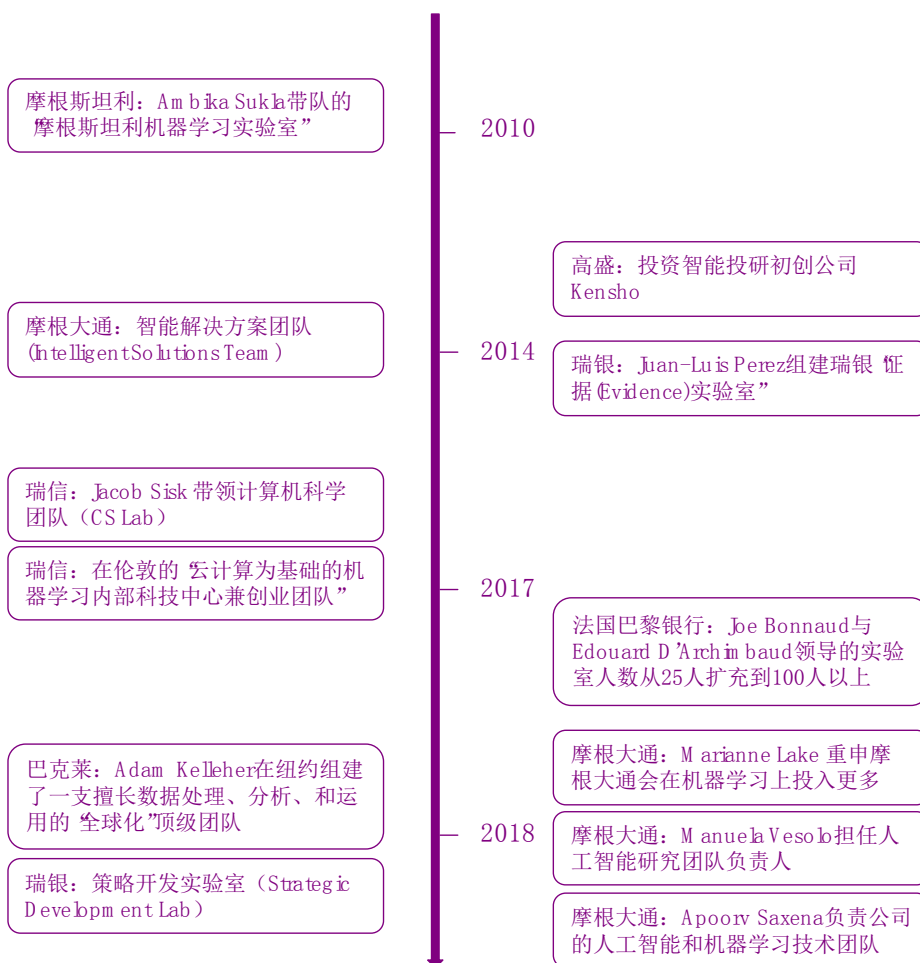 摩根斯坦利：Ambika Sukla带队的
“摩根斯坦利机器学习实验室”
2010
高盛：投资智能投研初创公司
Kensho
摩根大通：智能解决方案团队
(Intelligent Solutions Team)
2014
瑞银：Juan-Luis Perez组建瑞银“证
据(Evidence)实验室”
瑞信：Jacob Sisk 带领计算机科学
团队（CS Lab）
瑞信：在伦敦的“云计算为基础的机
器学习内部科技中心兼创业团队”
2017
法国巴黎银行：Joe Bonnaud与
Edouard D’Archimbaud领导的实验
室人数从25人扩充到100人以上
摩根大通：Marianne Lake 重申摩
根大通会在机器学习上投入更多
巴克莱：Adam Kelleher在纽约组建
了一支擅长数据处理、分析、和运
用的“全球化”顶级团队
2018
摩根大通：Manuela Vesolo担任人
工智能研究团队负责人
瑞银：策略开发实验室（Strategic
Development Lab）
摩根大通：Apoorv Saxena负责公司
的人工智能和机器学习技术团队